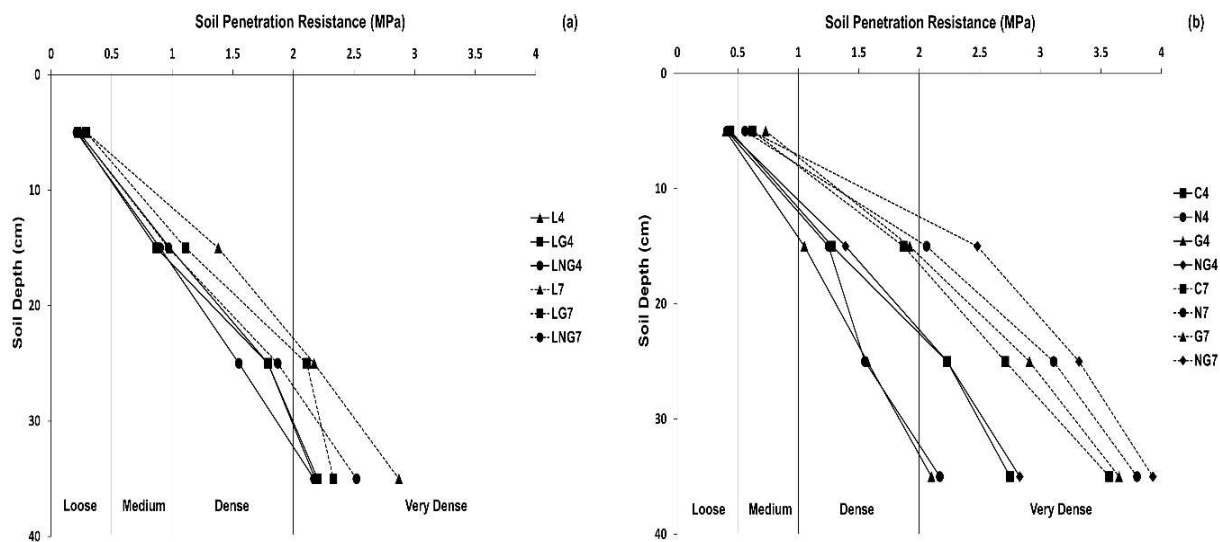 Soil Penetration Resistance (MPa) (a)
0 0.5 1 1.5 2 2.5 3 3.5 4
0
10
20
30
40
Soil Depth (cm)
L4
LG4
LNG4
L7
LG7
LNG7
Loose Medium Dense Very Dense
Soil Penetration Resistance (MPa) (b)
0 0.5 1 1.5 2 2.5 3 3.5 4
0
10
20
30
40
Soil Depth (cm)
C4
N4
G4
NG4
C7
N7
G7
NG7
Loose Medium Dense Very Dense